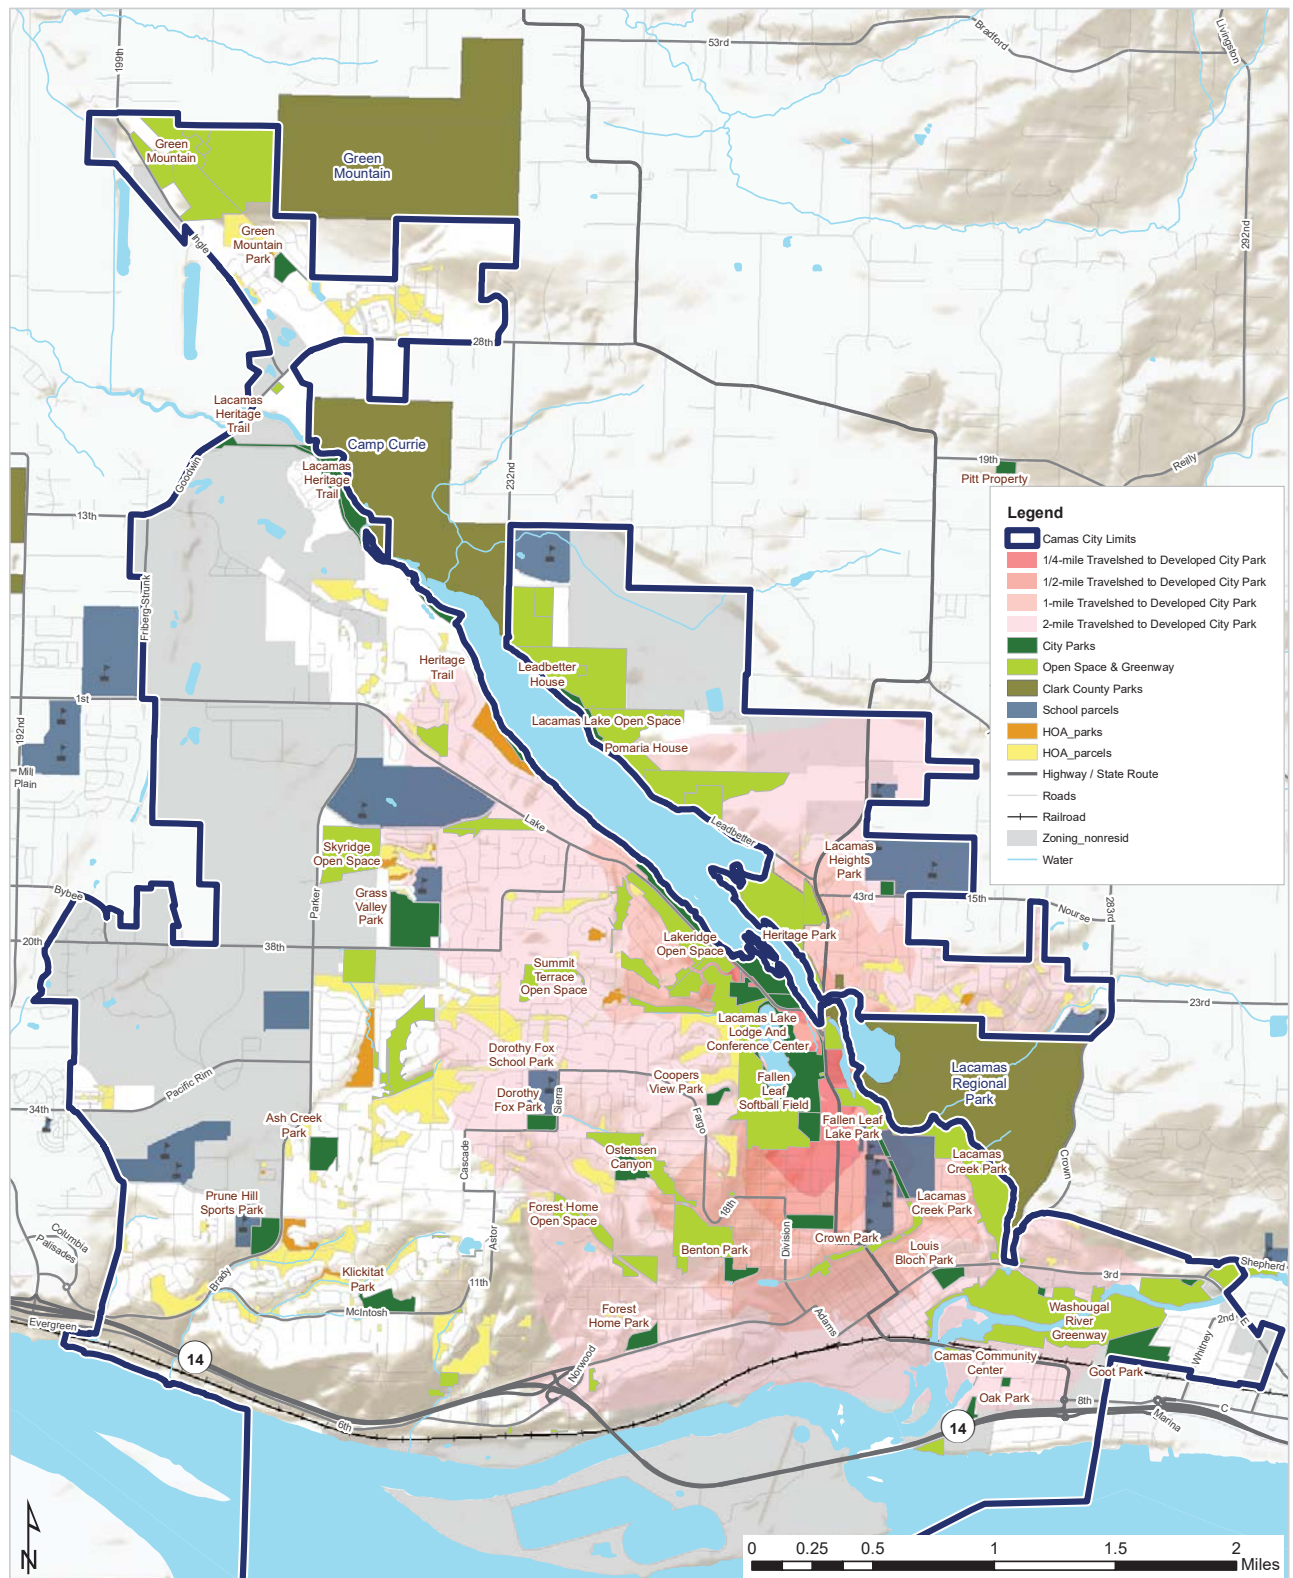 53rd
Bradford
Livingston
199th
Green
Mountain
Green
Mountain
Green
Mountain
Park
Ingle
292nd
28th
Lacamas
Heritage
Trail
Camp Currie
Lacamas
Heritage
Trail
Goodwin
232nd
19th
Reilly
Pitt Property
13th
Friberg-Strunk
Legend
Camas City Limits
1/4-mile Travelshed to Developed City Park
1/2-mile Travelshed to Developed City Park
1-mile Travelshed to Developed City Park
2-mile Travelshed to Developed City Park
City Parks
Open Space & Greenway
Clark County Parks
School parcels
HOA_parks
HOA_parcels
Highway / State Route
Roads
Railroad
Zoning_nonresid
Water
Heritage
Trail
Leadbetter
House
1st
192nd
Lacamas Lake Open Space
Pomaria House
Mill
Plain
Lake
Leadbetter
Skyridge
Open Space
Lacamas
Heights
Park
Bybee
Parker
Grass
Valley
Park
43rd
15th
Nourse
283rd
20th
38th
Lakeridge
Open Space
Heritage Park
Summit
Terrace
Open Space
23rd
Lacamas Lake
Lodge And
Conference Center
Dorothy Fox
School Park
Pacific Rim
Coopers
View Park
Fallen
Leaf
Softball Field
Lacamas
Regional
Park
Dorothy
Fox Park
Sierra
34th
Ash Creek
Park
Fargo
Fallen Leaf
Lake Park
Cascade
Ostensen
Canyon
Lacamas
Creek Park
Crown
Prune Hill
Sports Park
Forest Home
Open Space
18th
Lacamas
Creek Park
Columbia
Palisades
Astor
Benton Park
Division
Crown Park
Louis
Bloch Park
Shepherd
Brady
Klickitat
Park
11th
3rd
McIntosh
Evergreen
Forest
Home Park
Adams
Washougal
River
Greenway
2nd
E
Whitney
14
Norwood
Camas Community
Center
Goot Park
Oak Park
8th
C
Marina
6th
14
N
0 0.25 0.5 1 1.5 2
Miles